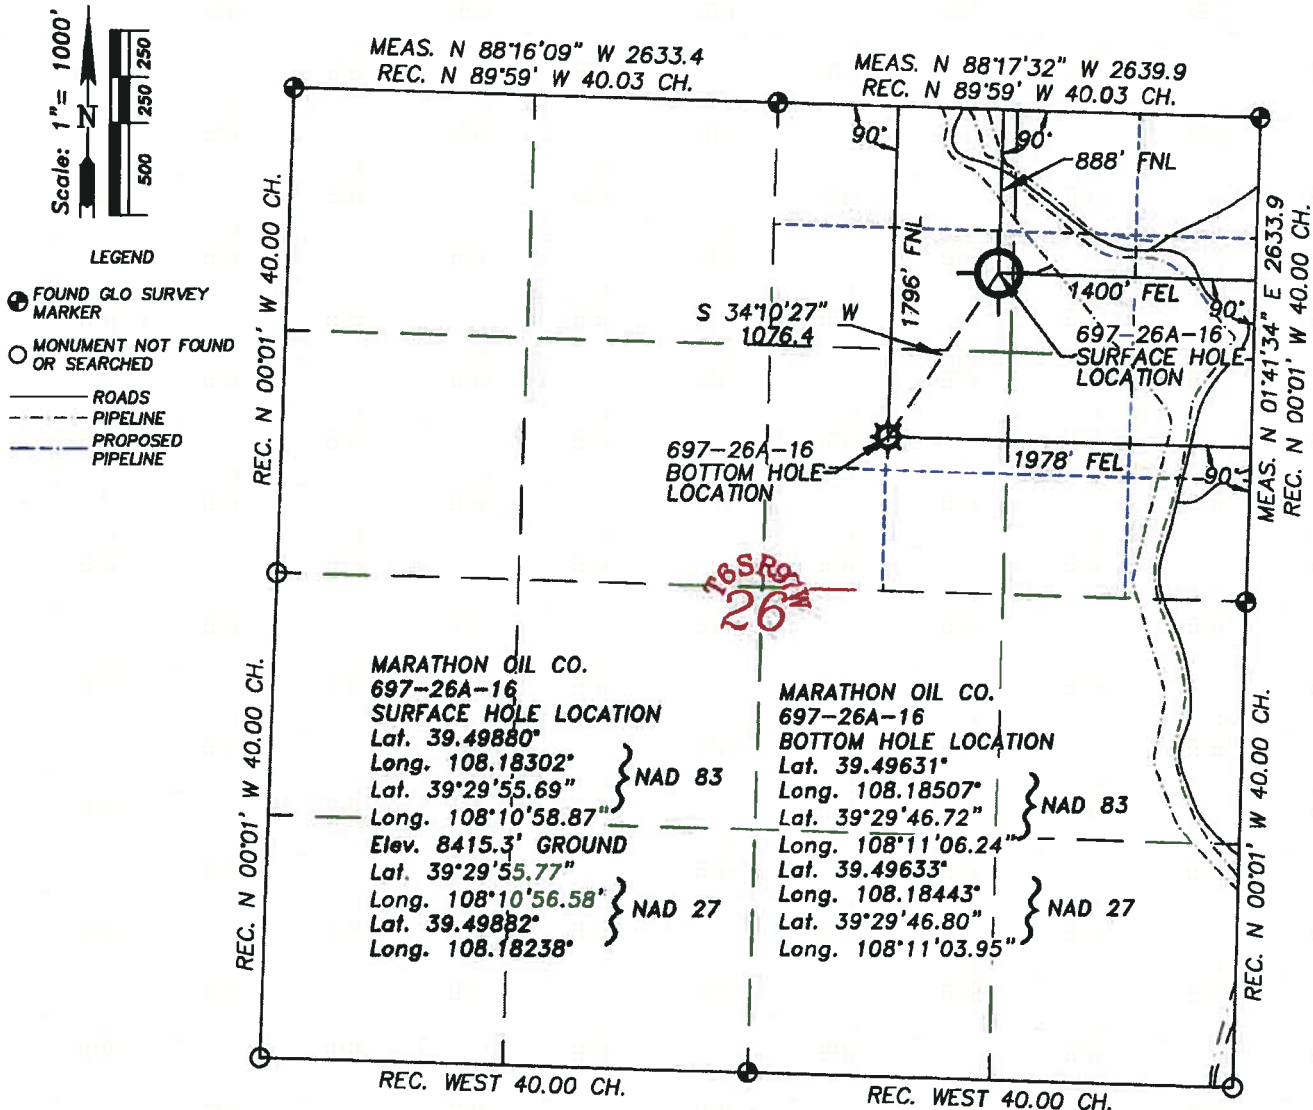 Scale: 1"= 1000'
N
250
250
500
LEGEND
FOUND GLO SURVEY
MARKER
MONUMENT NOT FOUND
OR SEARCHED
ROADS
PIPELINE
PROPOSED
PIPELINE
MEAS. N 88°16'09" W 2633.4
REC. N 89°59' W 40.03 CH.
MEAS. N 88°17'32" W 2639.9
REC. N 89°59' W 40.03 CH.
90°
90°
888' FNL
1796' FNL
REC. N 00°01' W 40.00 CH.
MEAS. N 01°41'34" E 2633.9
REC. N 00°01' W 40.00 CH.
1400' FEL
90°
S 34°10'27" W
1076.4
697-26A-16
SURFACE HOLE
LOCATION
697-26A-16
BOTTOM HOLE
LOCATION
1978' FEL
90°
T6SR97W
26
REC. N 00°01' W 40.00 CH.
MARATHON OIL CO.
697-26A-16
SURFACE HOLE LOCATION
Lat. 39.49880°
Long. 108.18302°
Lat. 39°29'55.69"
Long. 108°10'58.87"
NAD 83
Elev. 8415.3' GROUND
Lat. 39°29'55.77"
Long. 108°10'56.58'
Lat. 39.49882°
Long. 108.18238°
NAD 27
MARATHON OIL CO.
697-26A-16
BOTTOM HOLE LOCATION
Lat. 39.49631°
Long. 108.18507°
Lat. 39°29'46.72"
Long. 108°11'06.24"
NAD 83
Lat. 39.49633°
Long. 108.18443°
Lat. 39°29'46.80"
Long. 108°11'03.95"
NAD 27
REC. N 00°01' W 40.00 CH.
REC. WEST 40.00 CH.
REC. WEST 40.00 CH.